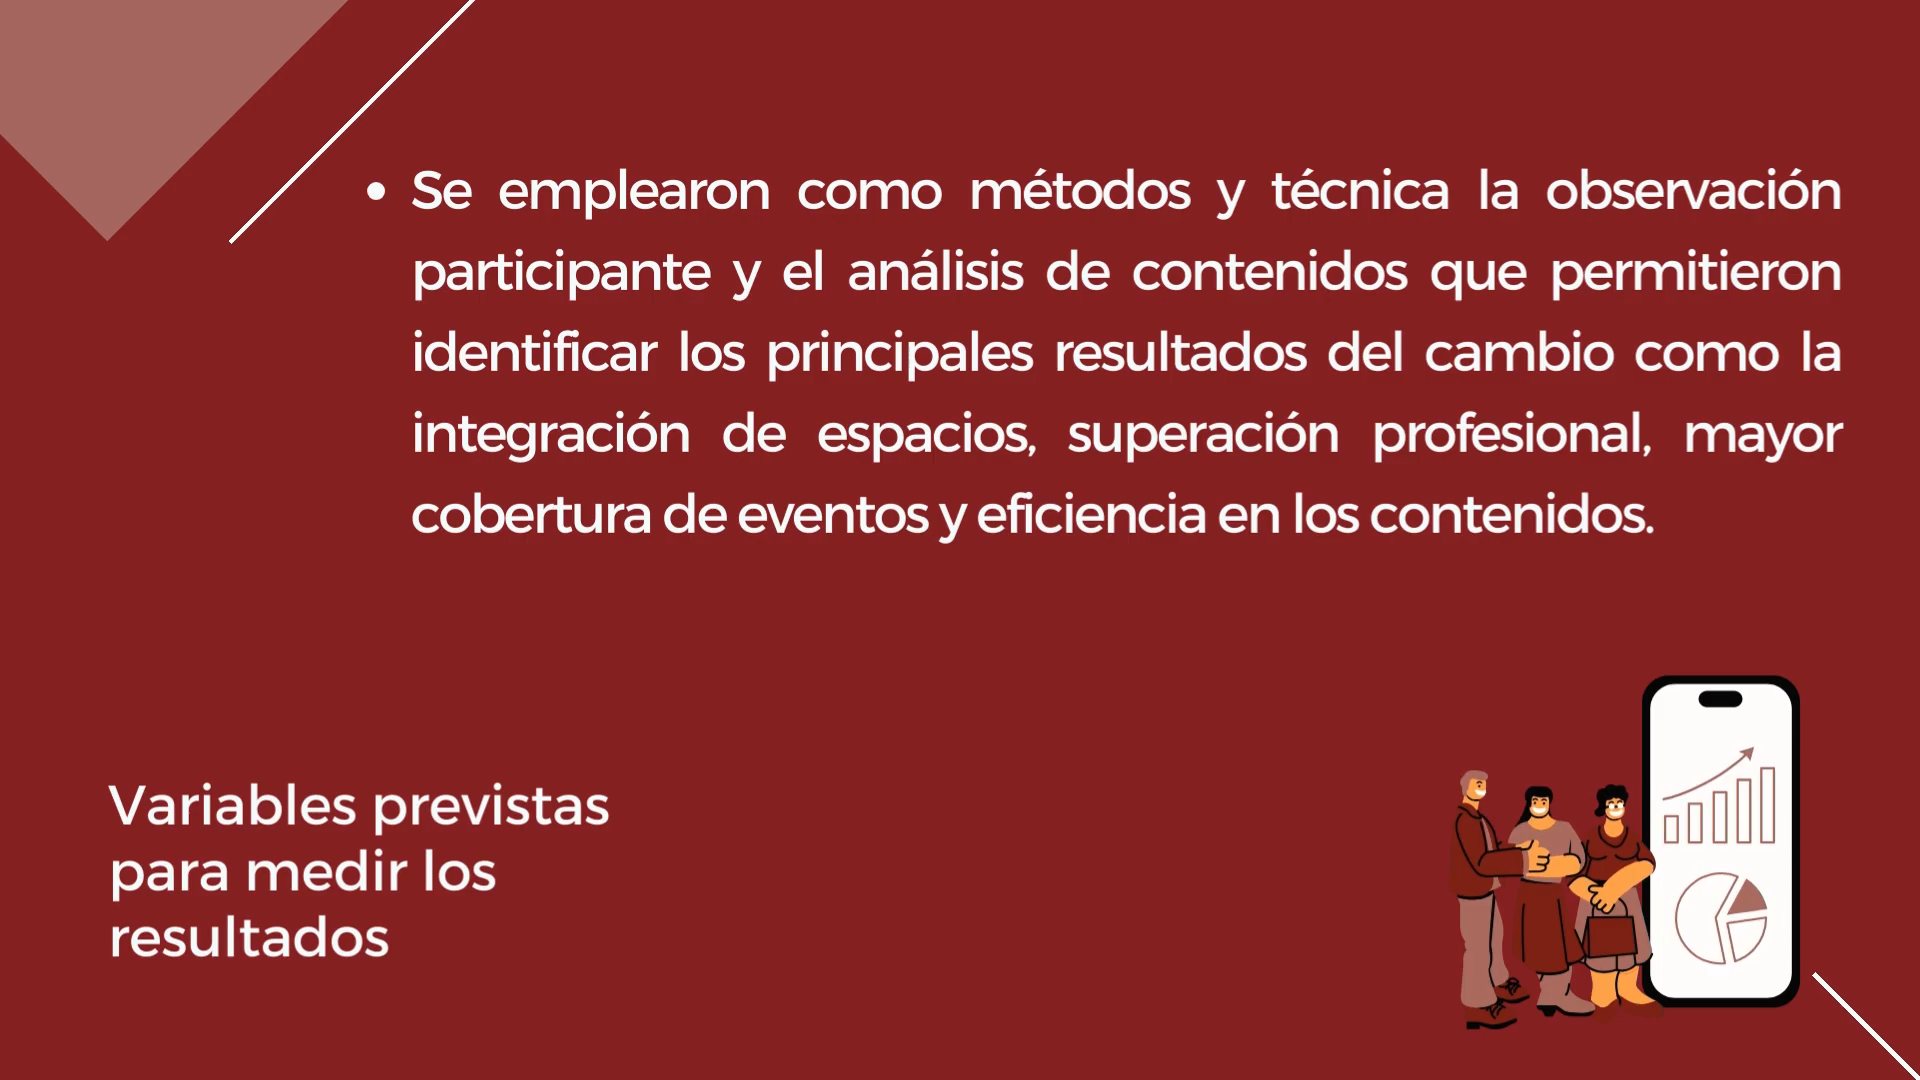 • Se emplearon como métodos y técnica la observación
participante y el análisis de contenidos que permitieron
identificar los principales resultados del cambio como la
integración de espacios, superación profesional, mayor
cobertura de eventos y eficiencia en los contenidos.
Variables previstas
para medir los
resultados